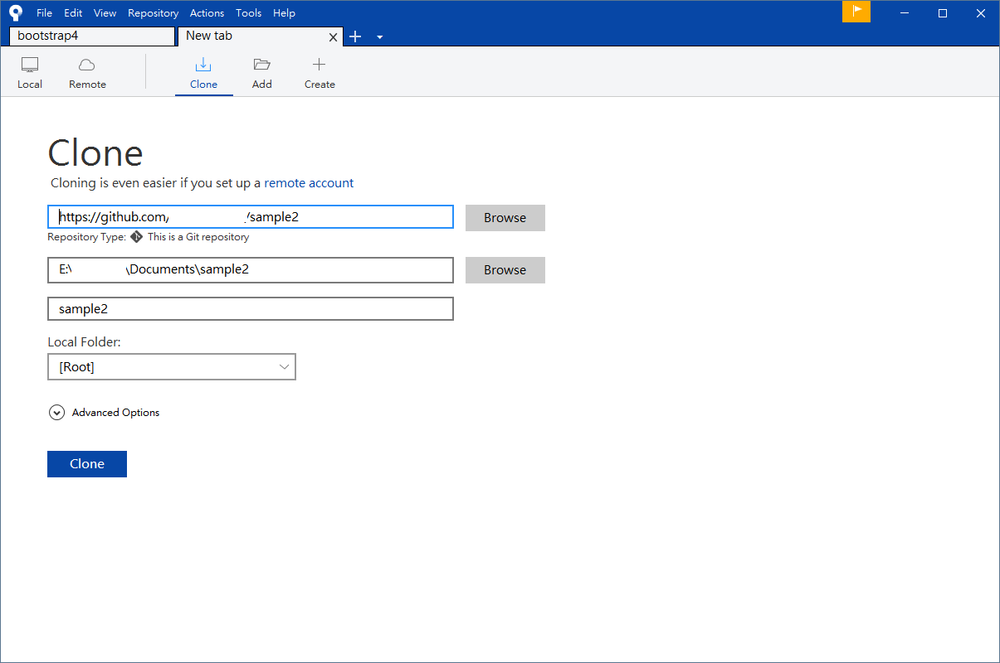 File Edit View Repository Actions Tools Help
bootstrap4 New tab
Local Remote Clone Add Create
Clone
Cloning is even easier if you set up a remote account
https://github.com/ /sample2 Browse
Repository Type: This is a Git repository
E:\ \Documents\sample2 Browse
sample2
Local Folder:
[Root]
Advanced Options
Clone